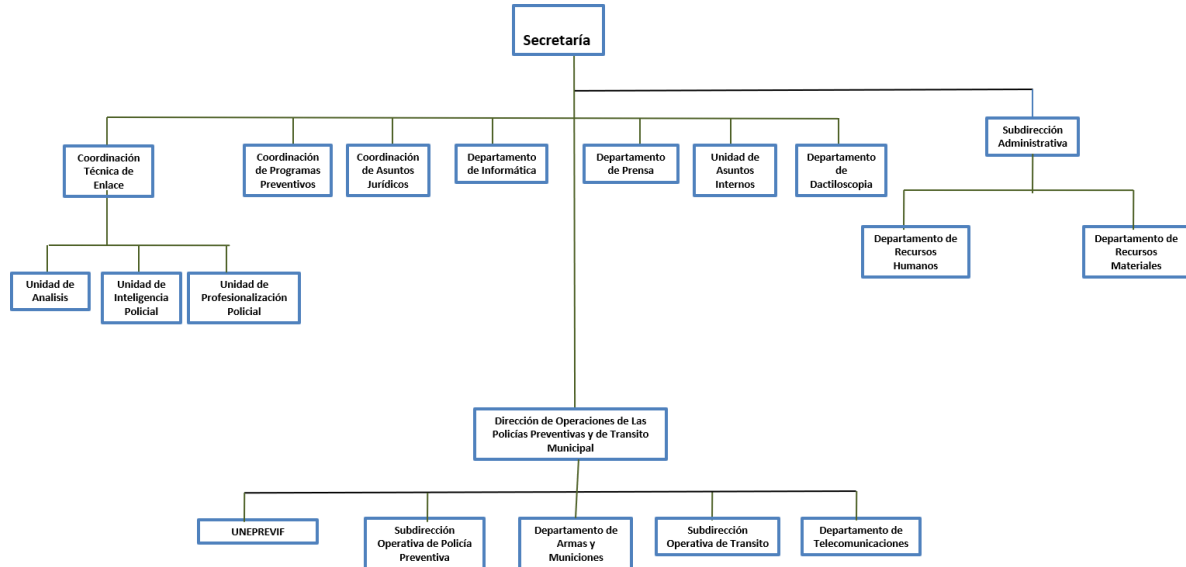 Secretaría
Coordinación
Técnica de
Enlace
Coordinación
de Programas
Preventivos
Coordinación
de Asuntos
Jurídicos
Departamento
de Informática
Departamento
de Prensa
Unidad de
Asuntos
Internos
Departamento
de
Dactiloscopia
Subdirección
Administrativa
Departamento de
Recursos
Humanos
Departamento de
Recursos
Materiales
Unidad de
Analisis
Unidad de
Inteligencia
Policial
Unidad de
Profesionalización
Policial
Dirección de Operaciones de Las
Policías Preventivas y de Transito
Municipal
UNEPREVIF
Subdirección
Operativa de Policía
Preventiva
Departamento de
Armas y
Municiones
Subdirección
Operativa de Transito
Departamento de
Telecomunicaciones